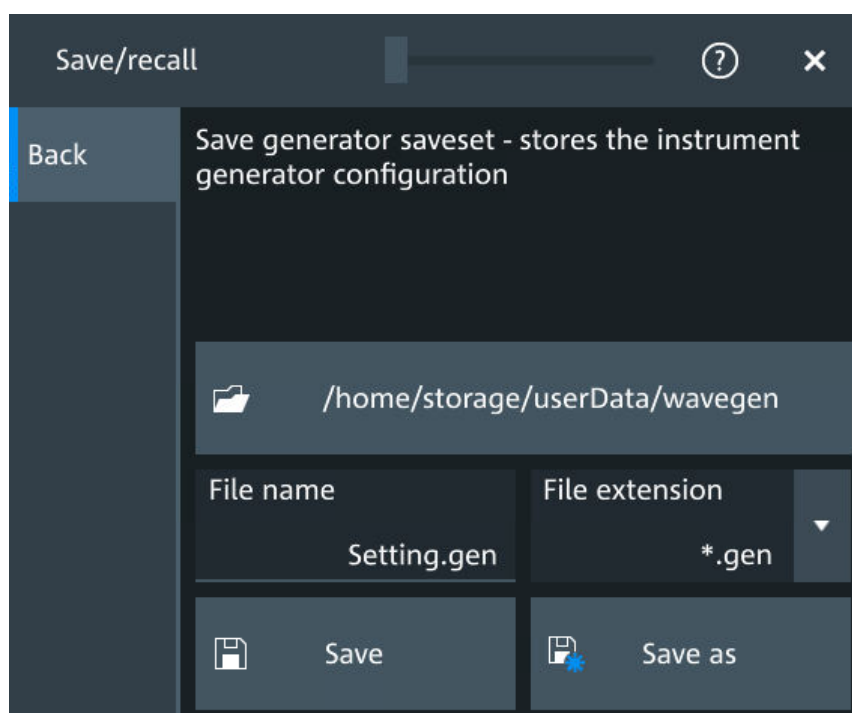 Save/recall
?
Back
Save generator saveset - stores the instrument
generator configuration
/home/storage/userData/wavegen
File name
File extension
Setting.gen
*.gen
Save
Save as